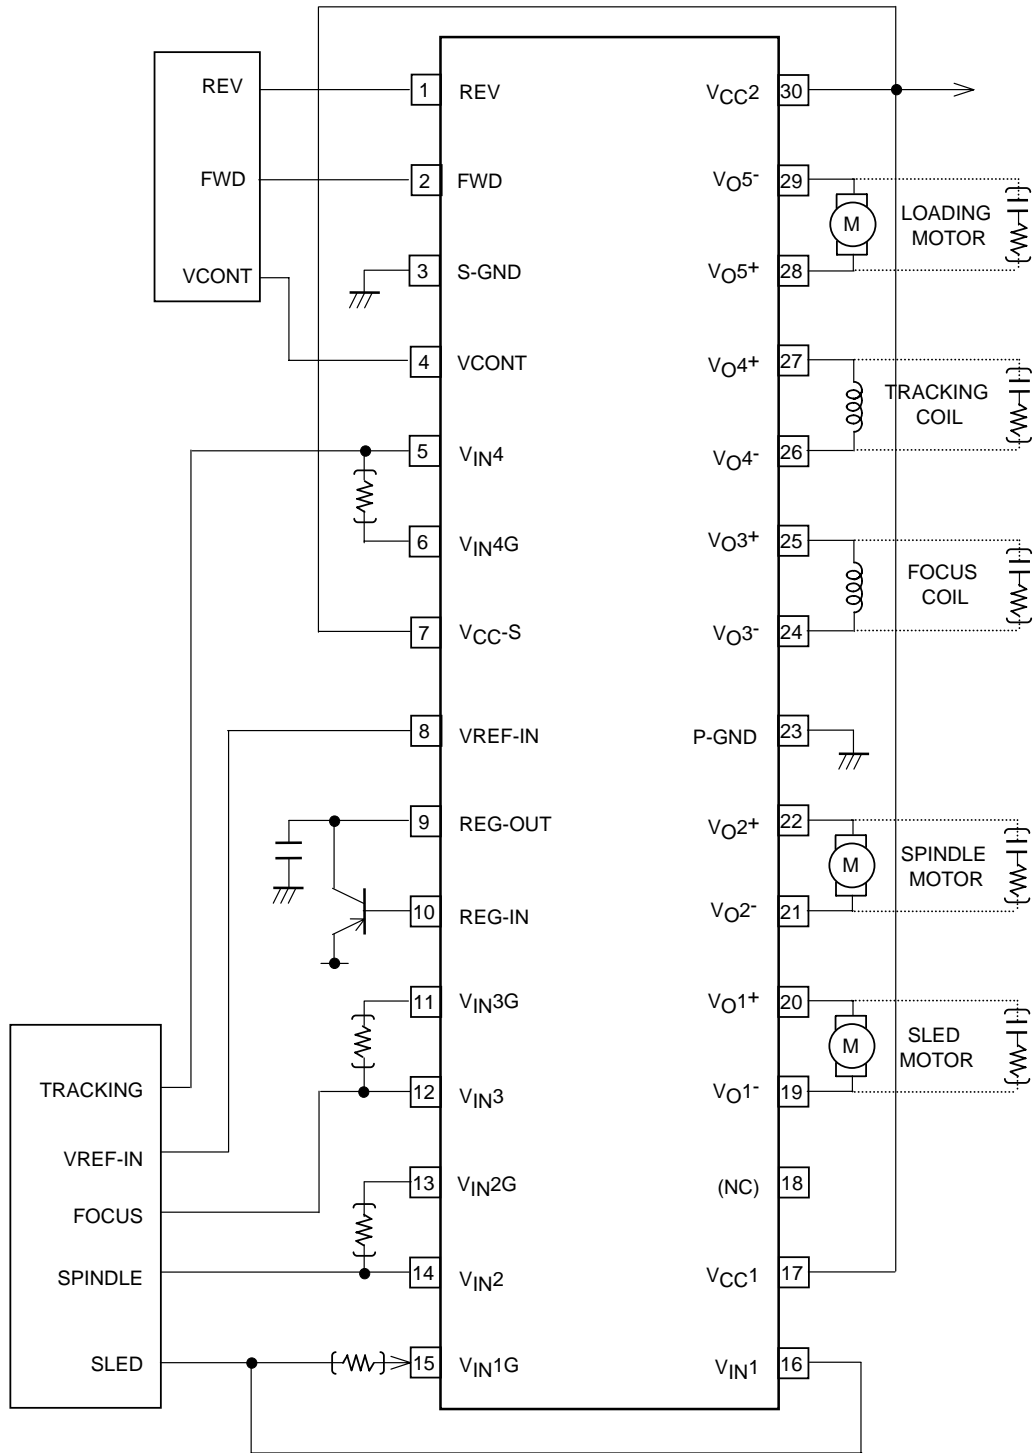 REV
FWD
VCONT
1 REV
2 FWD
3 S-GND
4 VCONT
5 VIN4
6 VIN4G
7 VCC-S
8 VREF-IN
9 REG-OUT
10 REG-IN
11 VIN3G
12 VIN3
13 VIN2G
14 VIN2
15 VIN1G
TRACKING
VREF-IN
FOCUS
SPINDLE
SLED
VCC2 30
VO5- 29
VO5+ 28
VO4+ 27
VO4- 26
VO3+ 25
VO3- 24
P-GND 23
VO2+ 22
VO2- 21
VO1+ 20
VO1- 19
(NC) 18
VCC1 17
VIN1 16
M
LOADING
MOTOR
TRACKING
COIL
FOCUS
COIL
M
SPINDLE
MOTOR
M
SLED
MOTOR